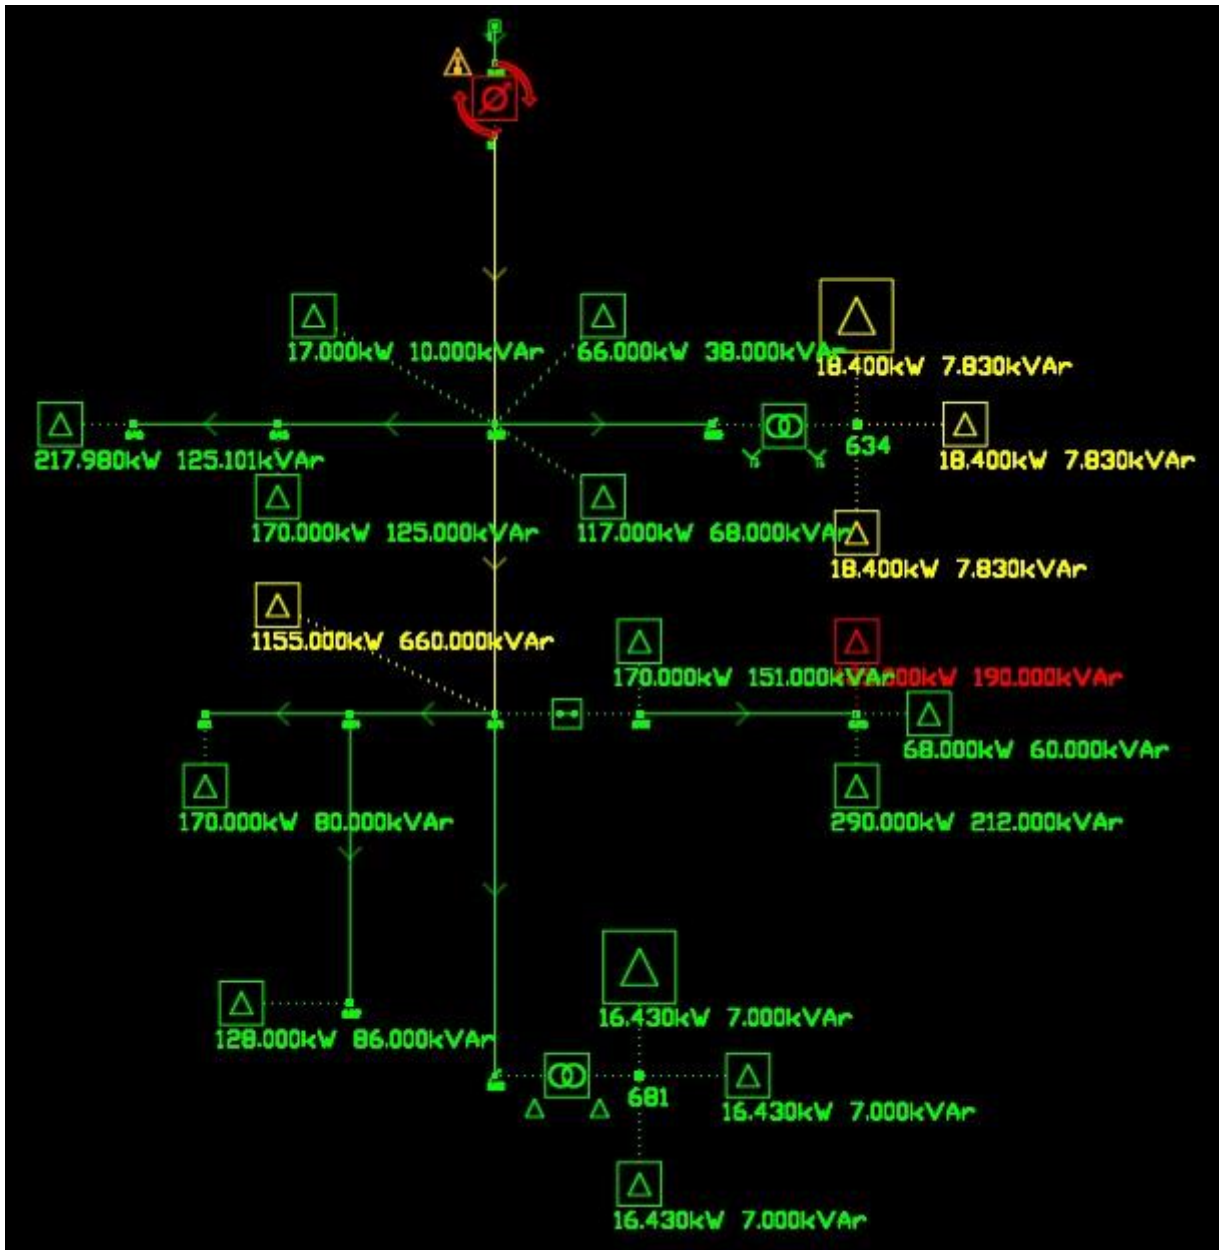 17.000kW 10.000kVAr
66.000kW 38.000kVAr
18.400kW 7.830kVAr
634
217.980kW 125.101kVAr
18.400kW 7.830kVAr
170.000kW 125.000kVAr
117.000kW 68.000kVAr
18.400kW 7.830kVAr
1155.000kW 660.000kVAr
170.000kW 151.000kVAr
190.000kVAr
68.000kW 60.000kVAr
170.000kW 80.000kVAr
290.000kW 212.000kVAr
16.430kW 7.000kVAr
128.000kW 86.000kVAr
681
16.430kW 7.000kVAr
16.430kW 7.000kVAr